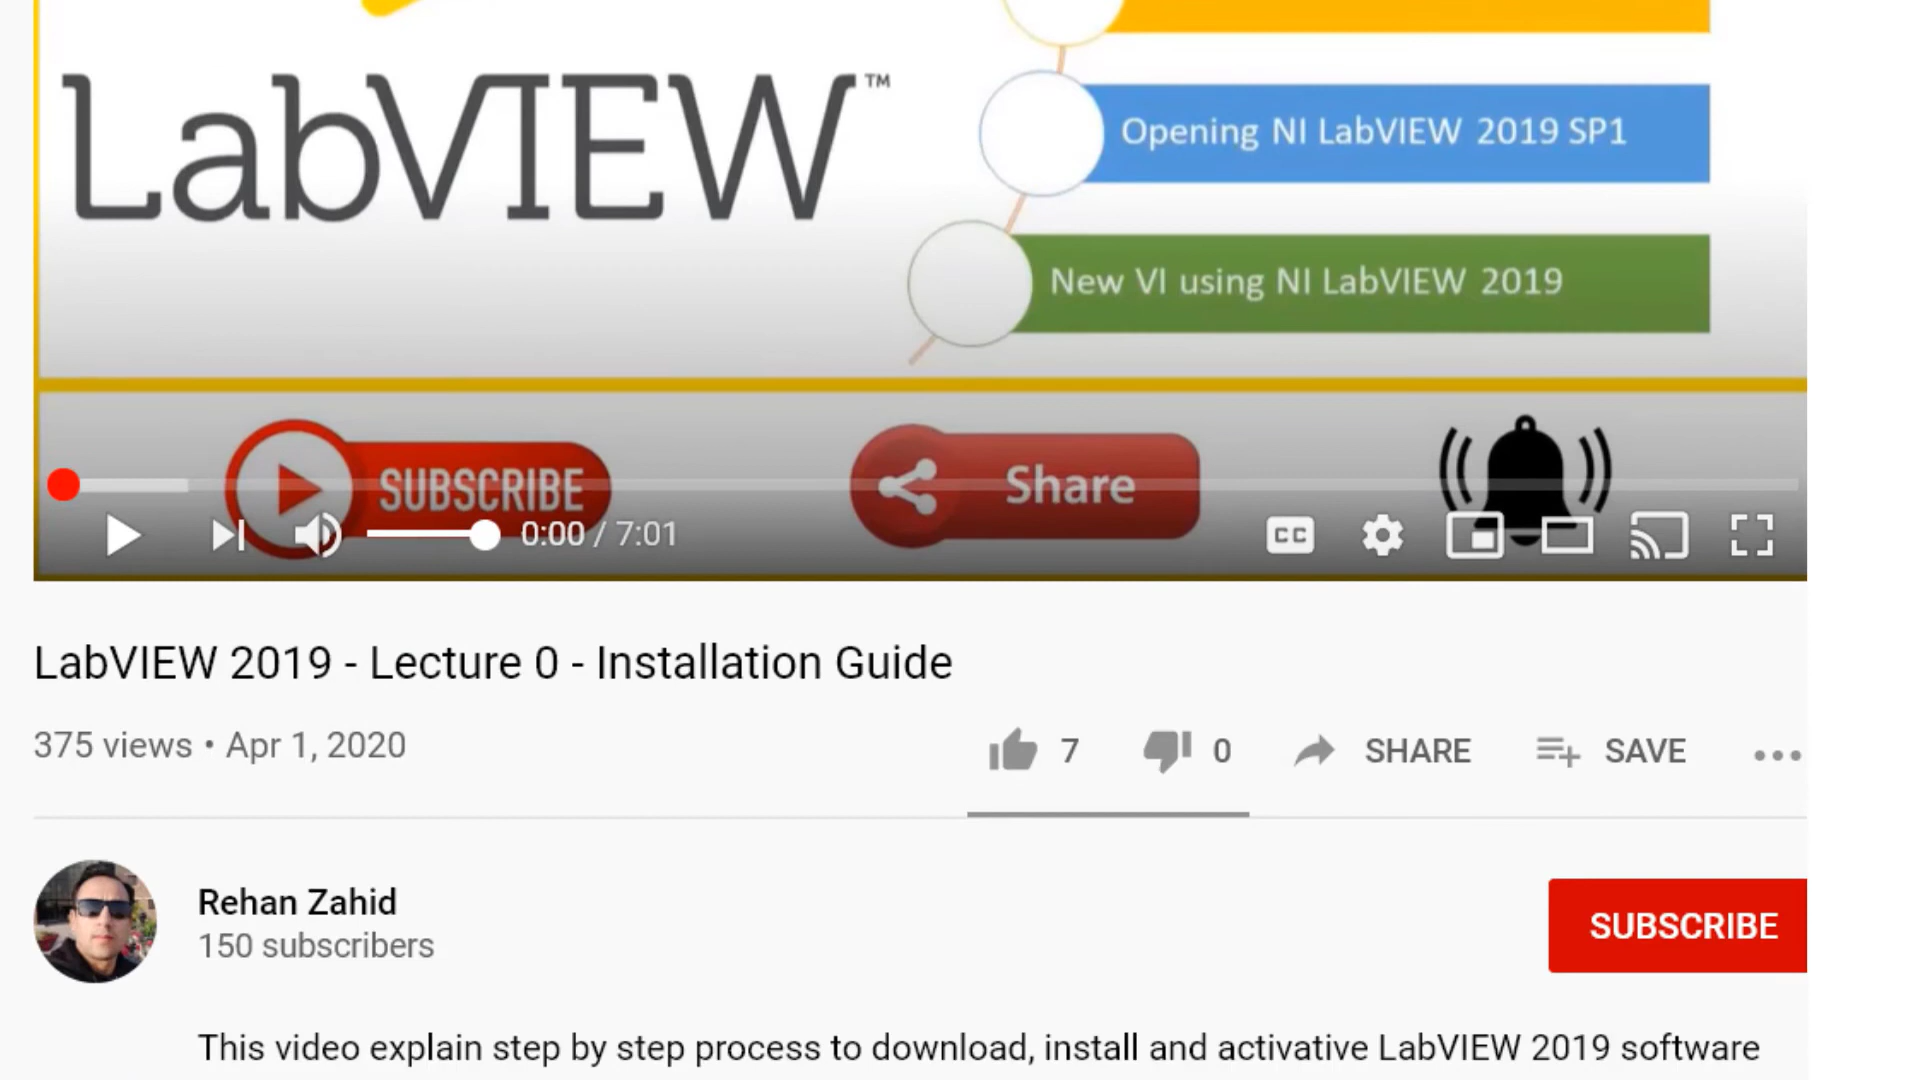 LabVIEW™
Opening NI LabVIEW 2019 SP1
New VI using NI LabVIEW 2019
SUBSCRIBE
Share
0:00 / 7:01
CC
LabVIEW 2019 - Lecture 0 - Installation Guide
375 views • Apr 1, 2020
7
0
SHARE
SAVE
Rehan Zahid
150 subscribers
SUBSCRIBE
This video explain step by step process to download, install and activative LabVIEW 2019 software